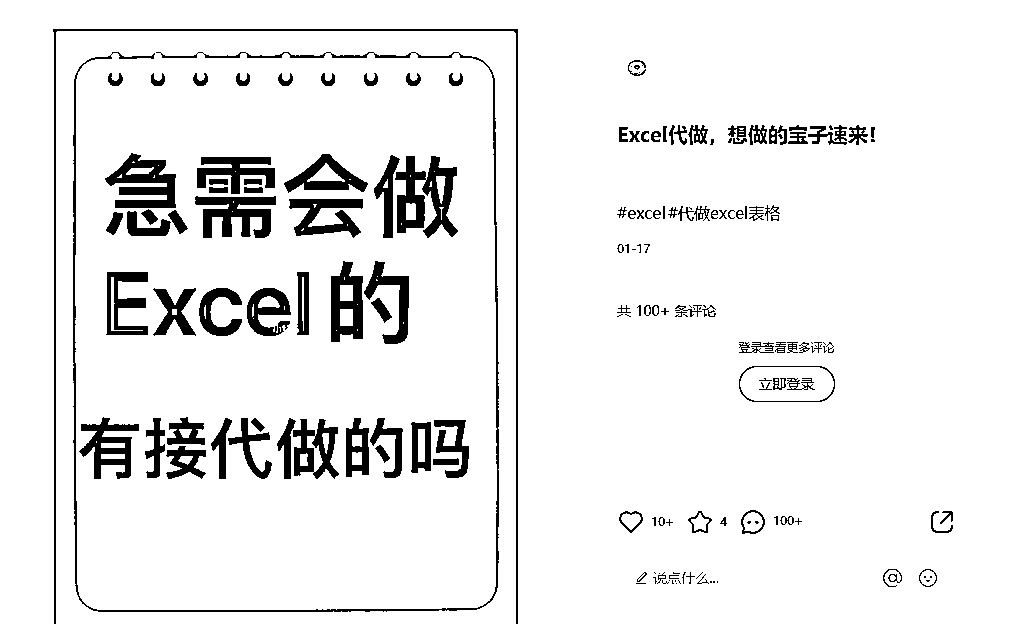 急需会做
Excel的
有接代做的吗
Excel代做，想做的宝子速来！
#excel #代做excel表格
01-17
共 100+ 条评论
登录查看更多评论
立即登录
10+ 4 100+
说点什么...